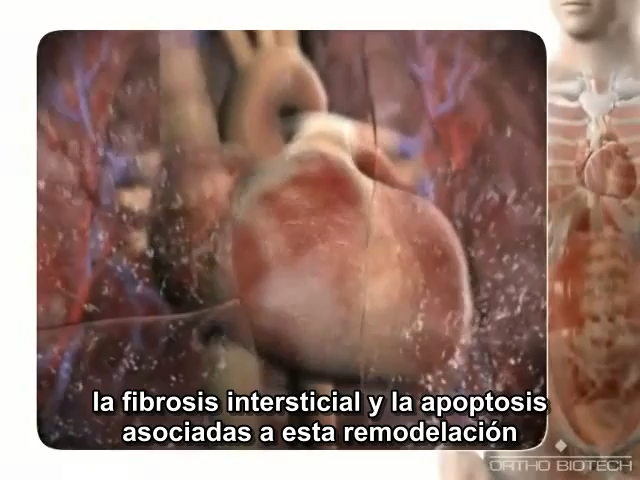 la fibrosis intersticial y la apoptosis
asociadas a esta remodelación
ORTHO BIOTECH